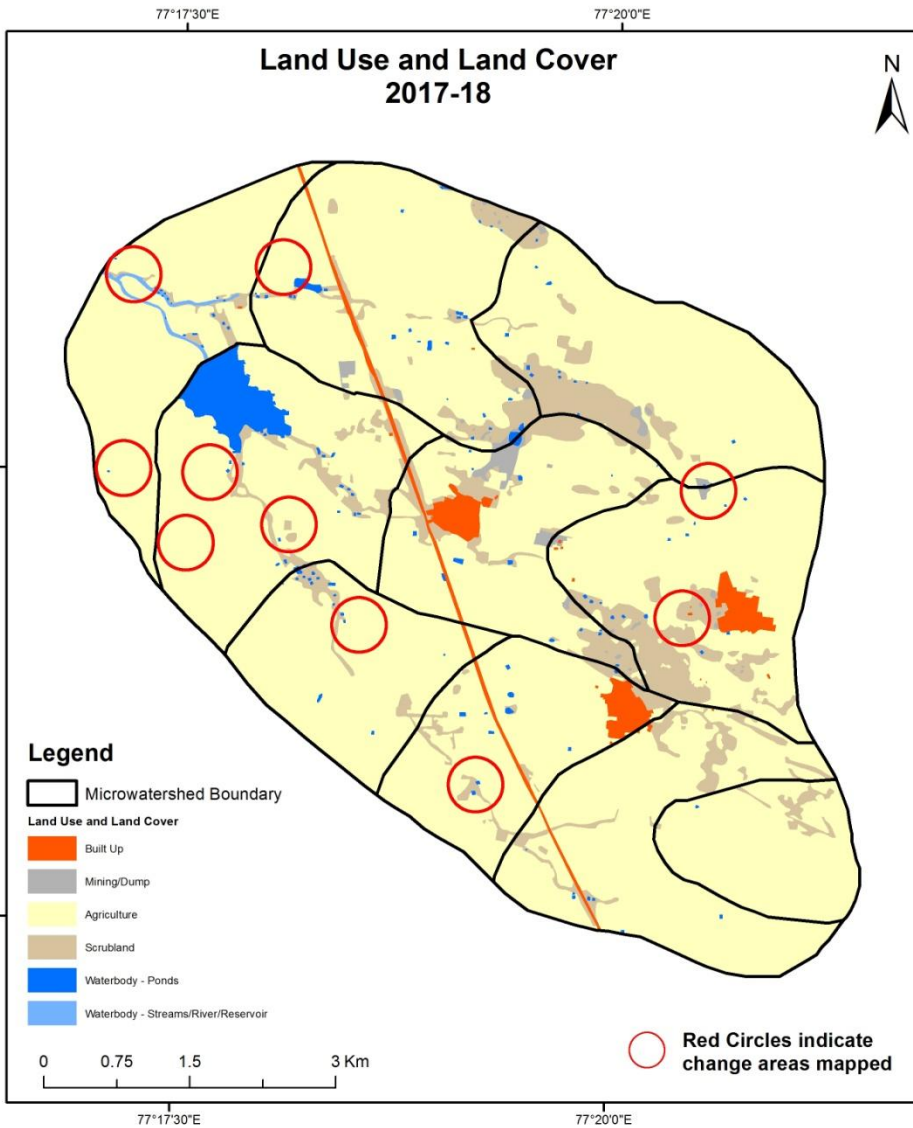 77°17'30"E
77°20'0"E
Land Use and Land Cover
2017-18
N
Legend
Microwatershed Boundary
Land Use and Land Cover
Built Up
Mining/Dump
Agriculture
Scrubland
Waterbody - Ponds
Waterbody - Streams/River/Reservoir
0 0.75 1.5 3 Km
Red Circles indicate
change areas mapped
77°17'30"E
77°20'0"E